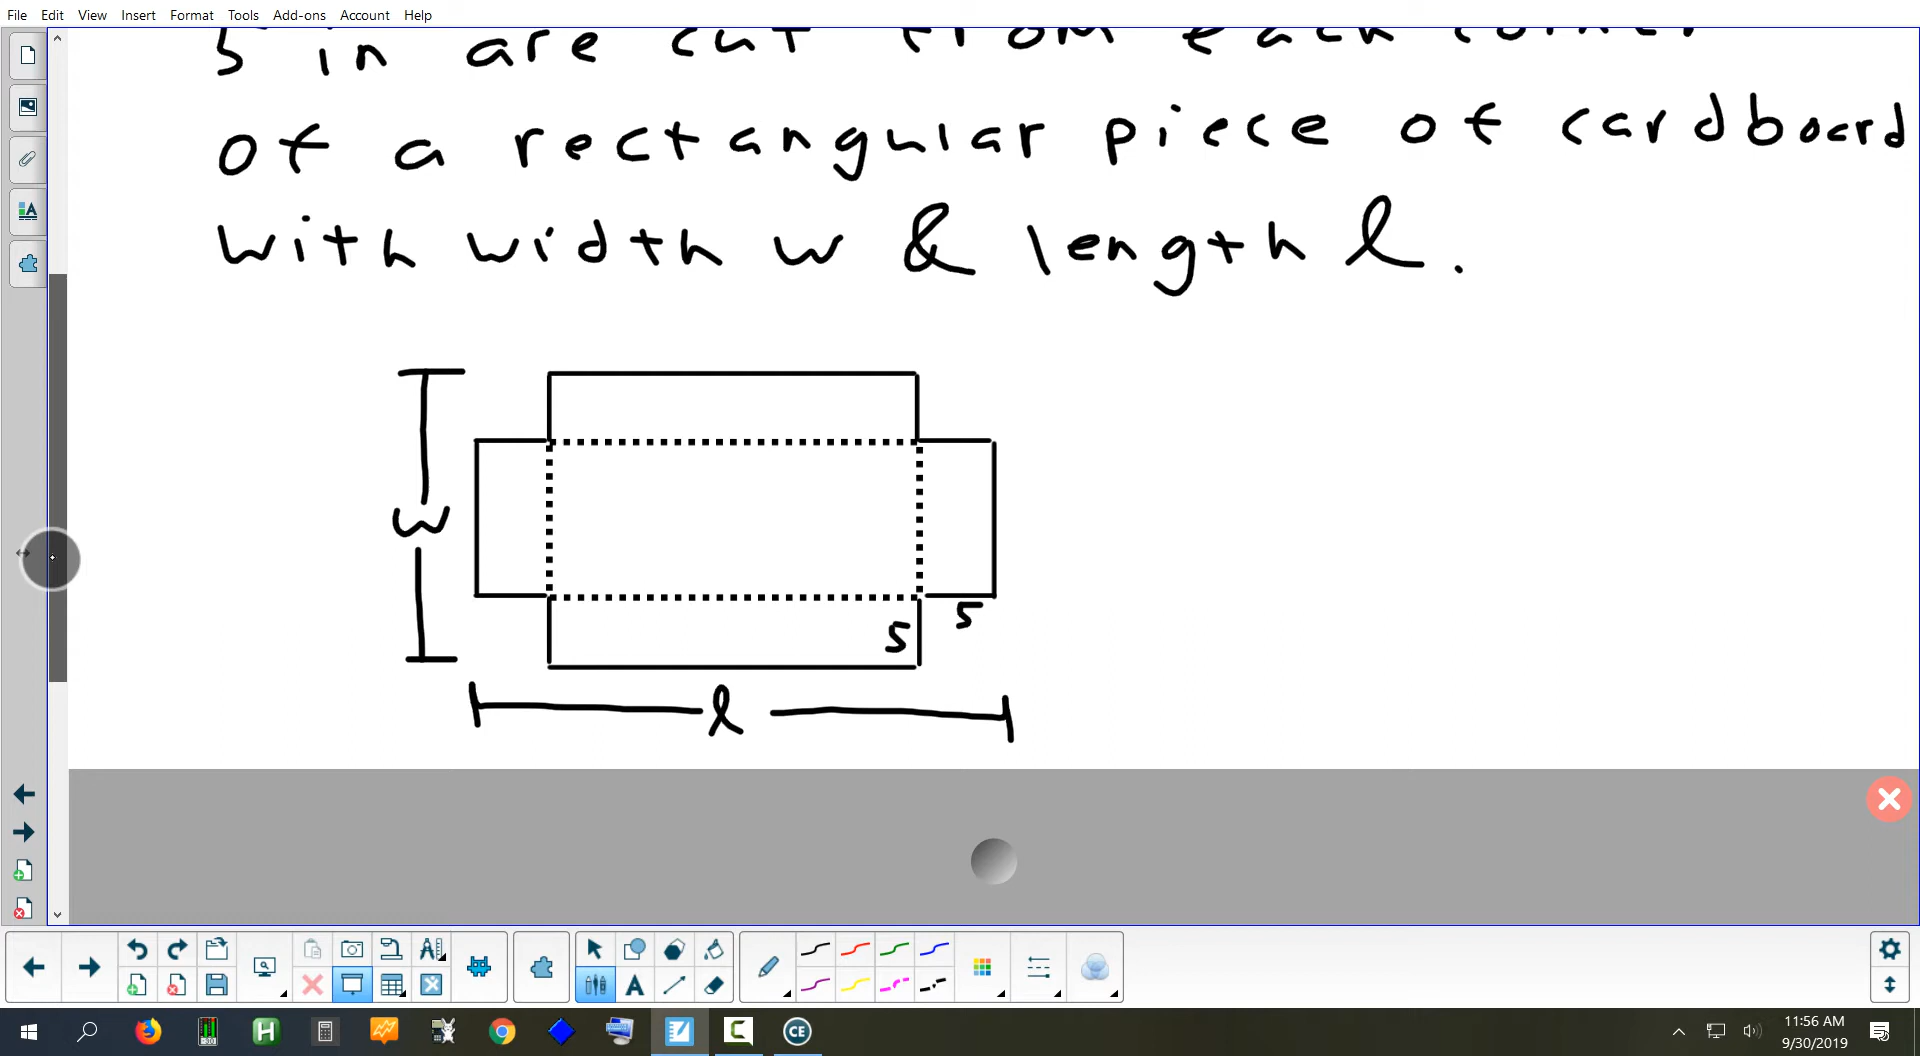 File Edit View Insert Format Tools Add-ons Account Help
5 in are cut from each corner
of a rectangular piece of cardboard
with width w & length l.
w
5
5
l
11:56 AM
9/30/2019